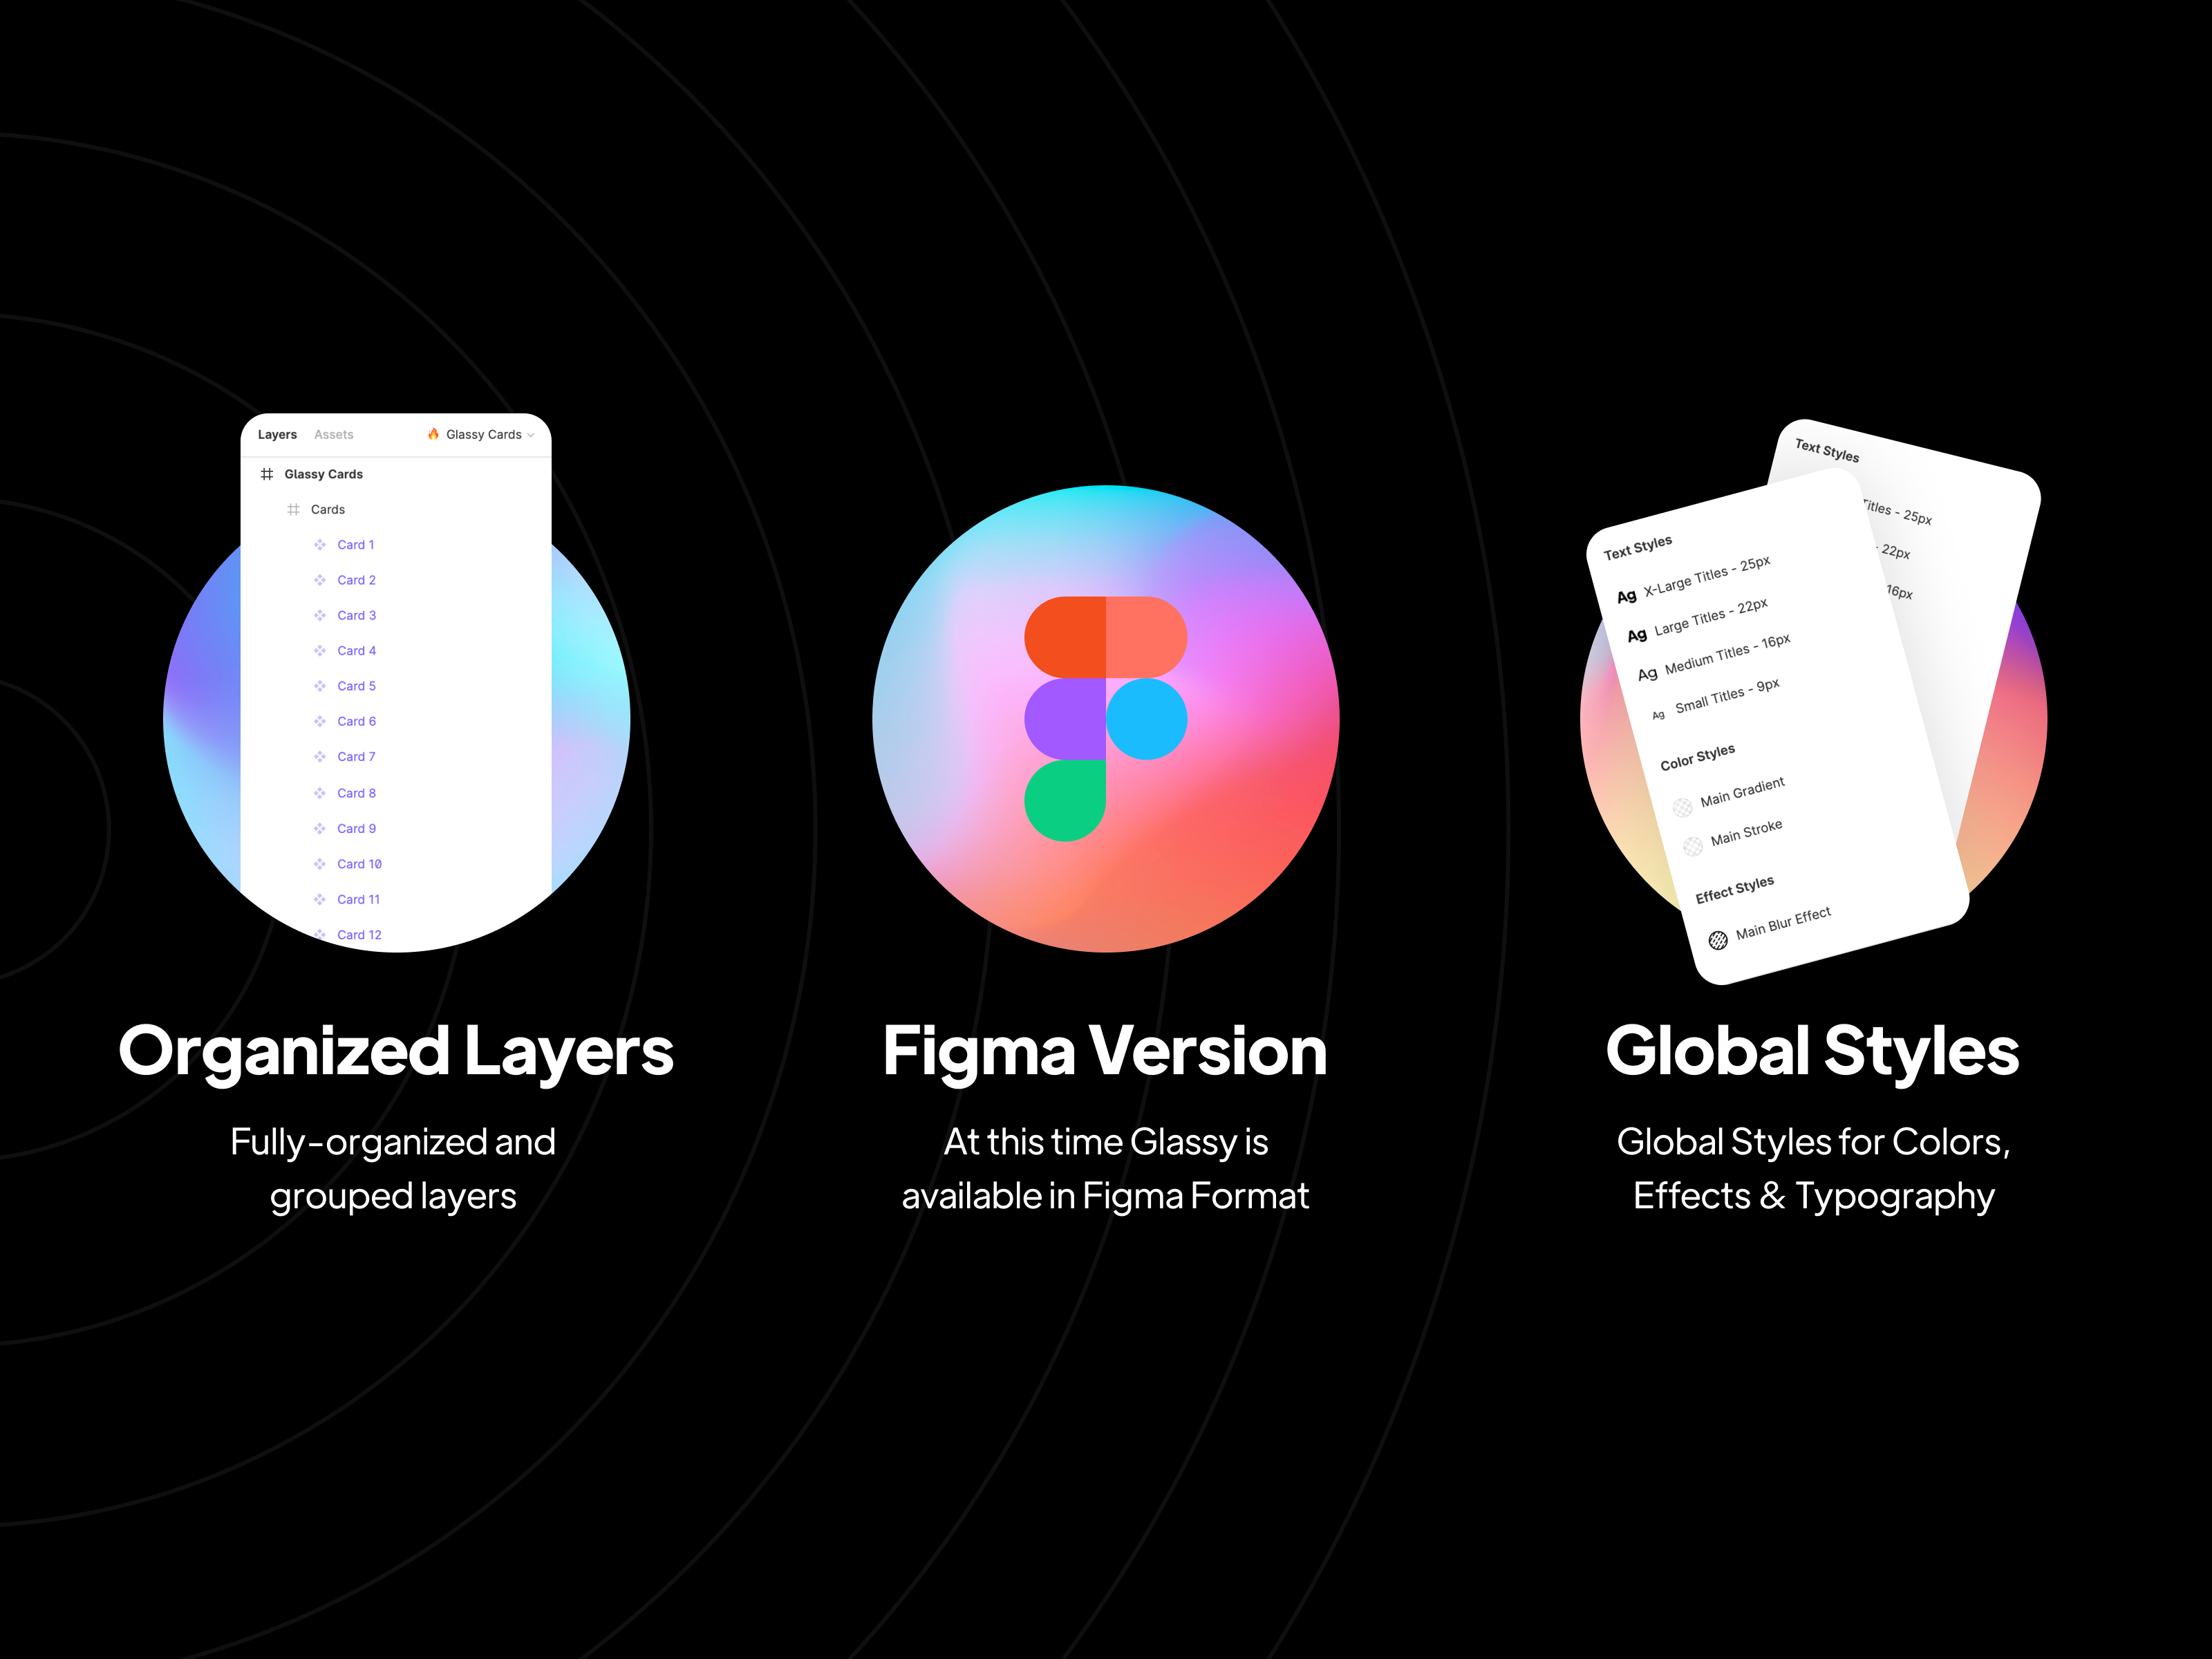 Layers Assets 🔥 Glassy Cards
Glassy Cards
Cards
Card 1
Card 2
Card 3
Card 4
Card 5
Card 6
Card 7
Card 8
Card 9
Card 10
Card 11
Card 12
Organized Layers
Fully-organized and
grouped layers
Figma Version
At this time Glassy is
available in Figma Format
Text Styles
Titles - 25px
- 22px
16px
Text Styles
Ag X-Large Titles - 25px
Ag Large Titles - 22px
Ag Medium Titles - 16px
Ag Small Titles - 9px
Color Styles
Main Gradient
Main Stroke
Effect Styles
Main Blur Effect
Global Styles
Global Styles for Colors,
Effects & Typography